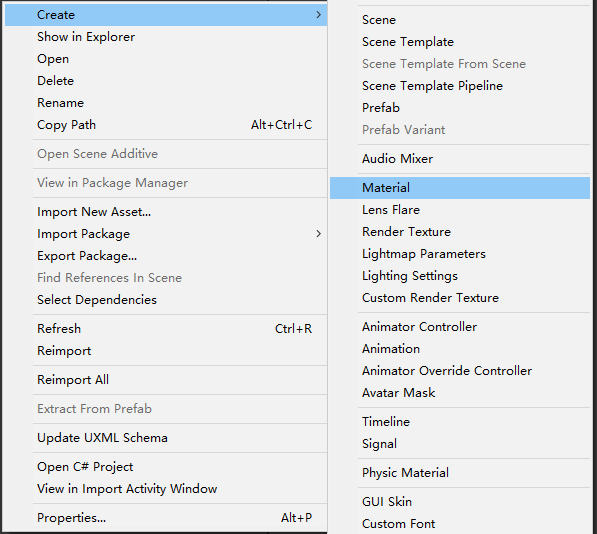 Create
Show in Explorer
Open
Delete
Rename
Copy Path Alt+Ctrl+C
Open Scene Additive
View in Package Manager
Import New Asset...
Import Package
Export Package...
Find References In Scene
Select Dependencies
Refresh Ctrl+R
Reimport
Reimport All
Extract From Prefab
Update UXML Schema
Open C# Project
View in Import Activity Window
Properties... Alt+P
Scene
Scene Template
Scene Template From Scene
Scene Template Pipeline
Prefab
Prefab Variant
Audio Mixer
Material
Lens Flare
Render Texture
Lightmap Parameters
Lighting Settings
Custom Render Texture
Animator Controller
Animation
Animator Override Controller
Avatar Mask
Timeline
Signal
Physic Material
GUI Skin
Custom Font